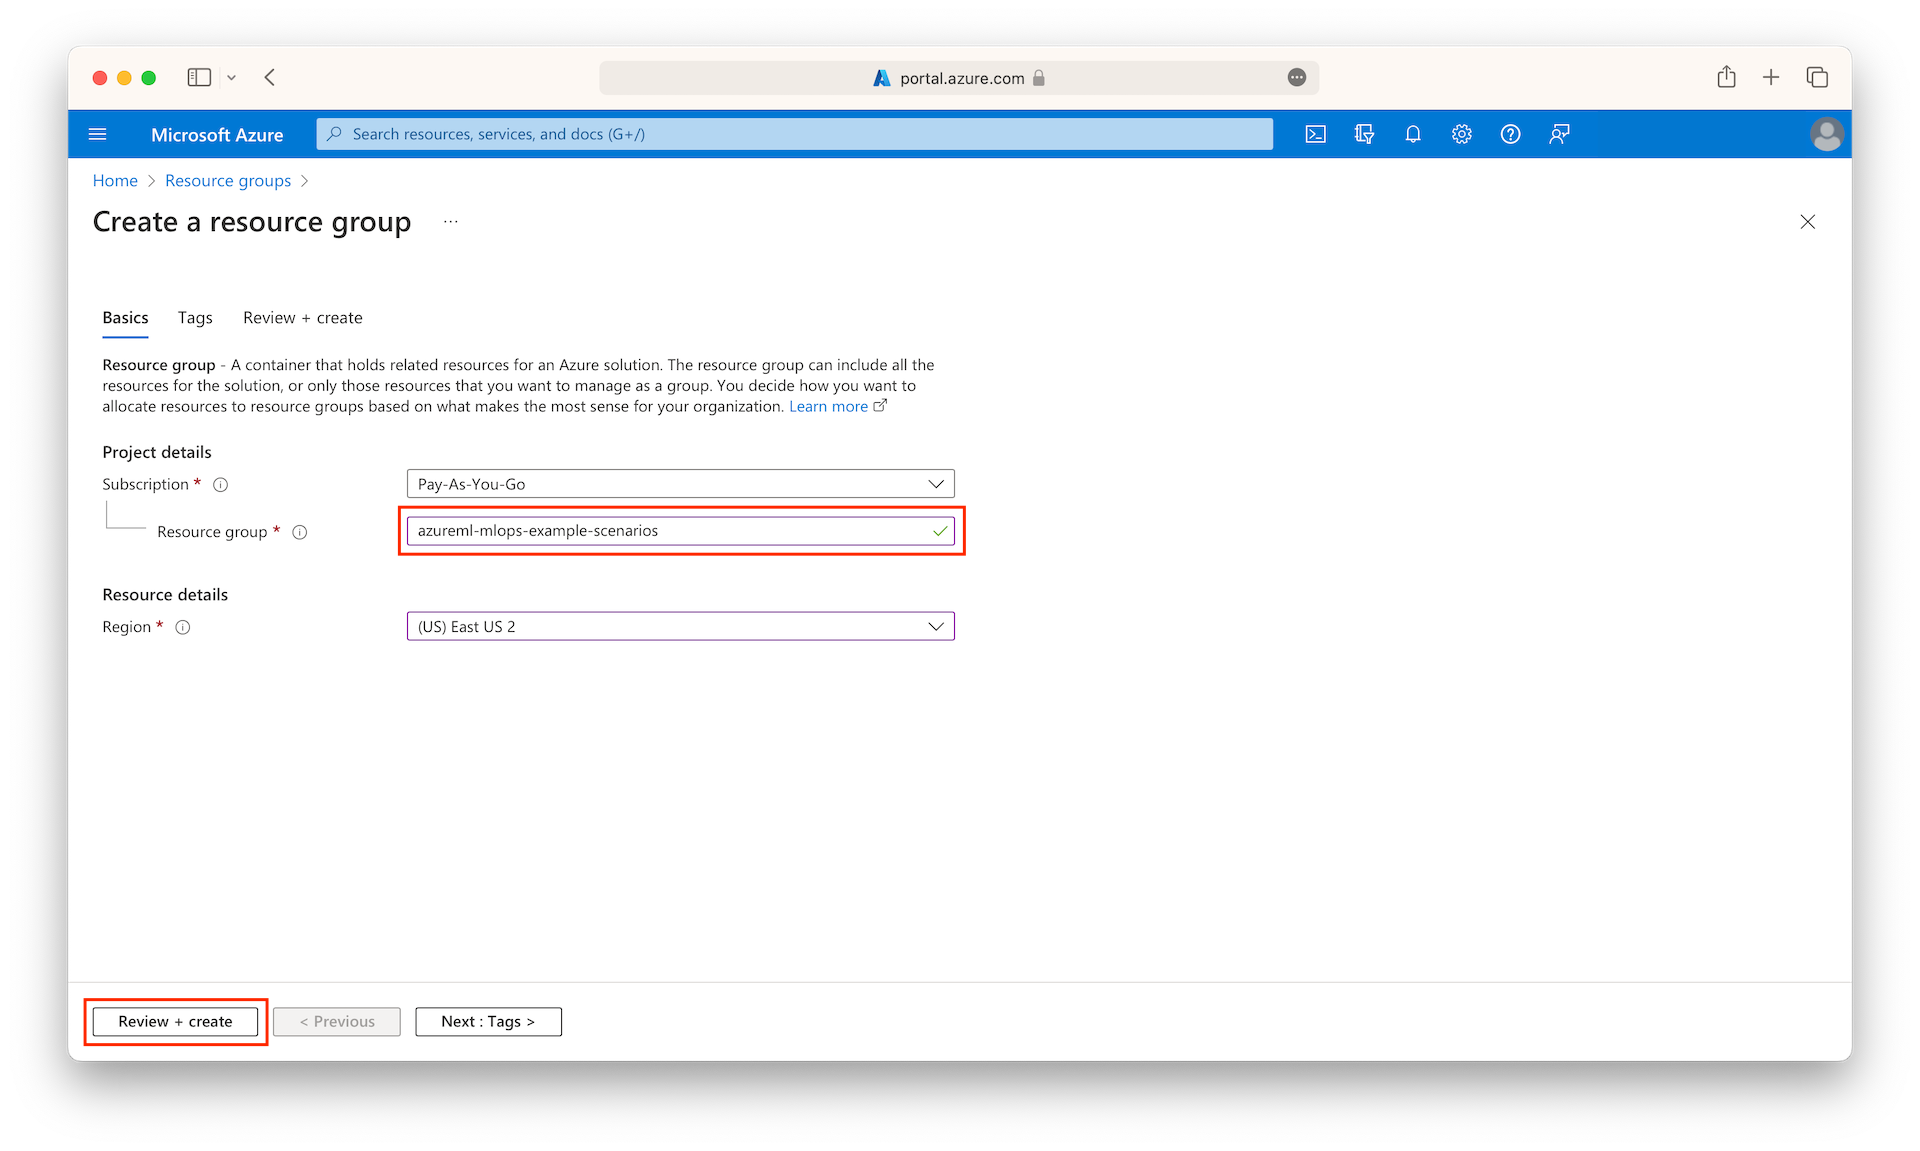 portal.azure.com
Microsoft Azure
Search resources, services, and docs (G+/)
Home > Resource groups >
Create a resource group ...
Basics Tags Review + create
Resource group - A container that holds related resources for an Azure solution. The resource group can include all the
resources for the solution, or only those resources that you want to manage as a group. You decide how you want to
allocate resources to resource groups based on what makes the most sense for your organization. Learn more
Project details
Subscription * Pay-As-You-Go
Resource group * azureml-mlops-example-scenarios
Resource details
Region * (US) East US 2
Review + create < Previous Next : Tags >